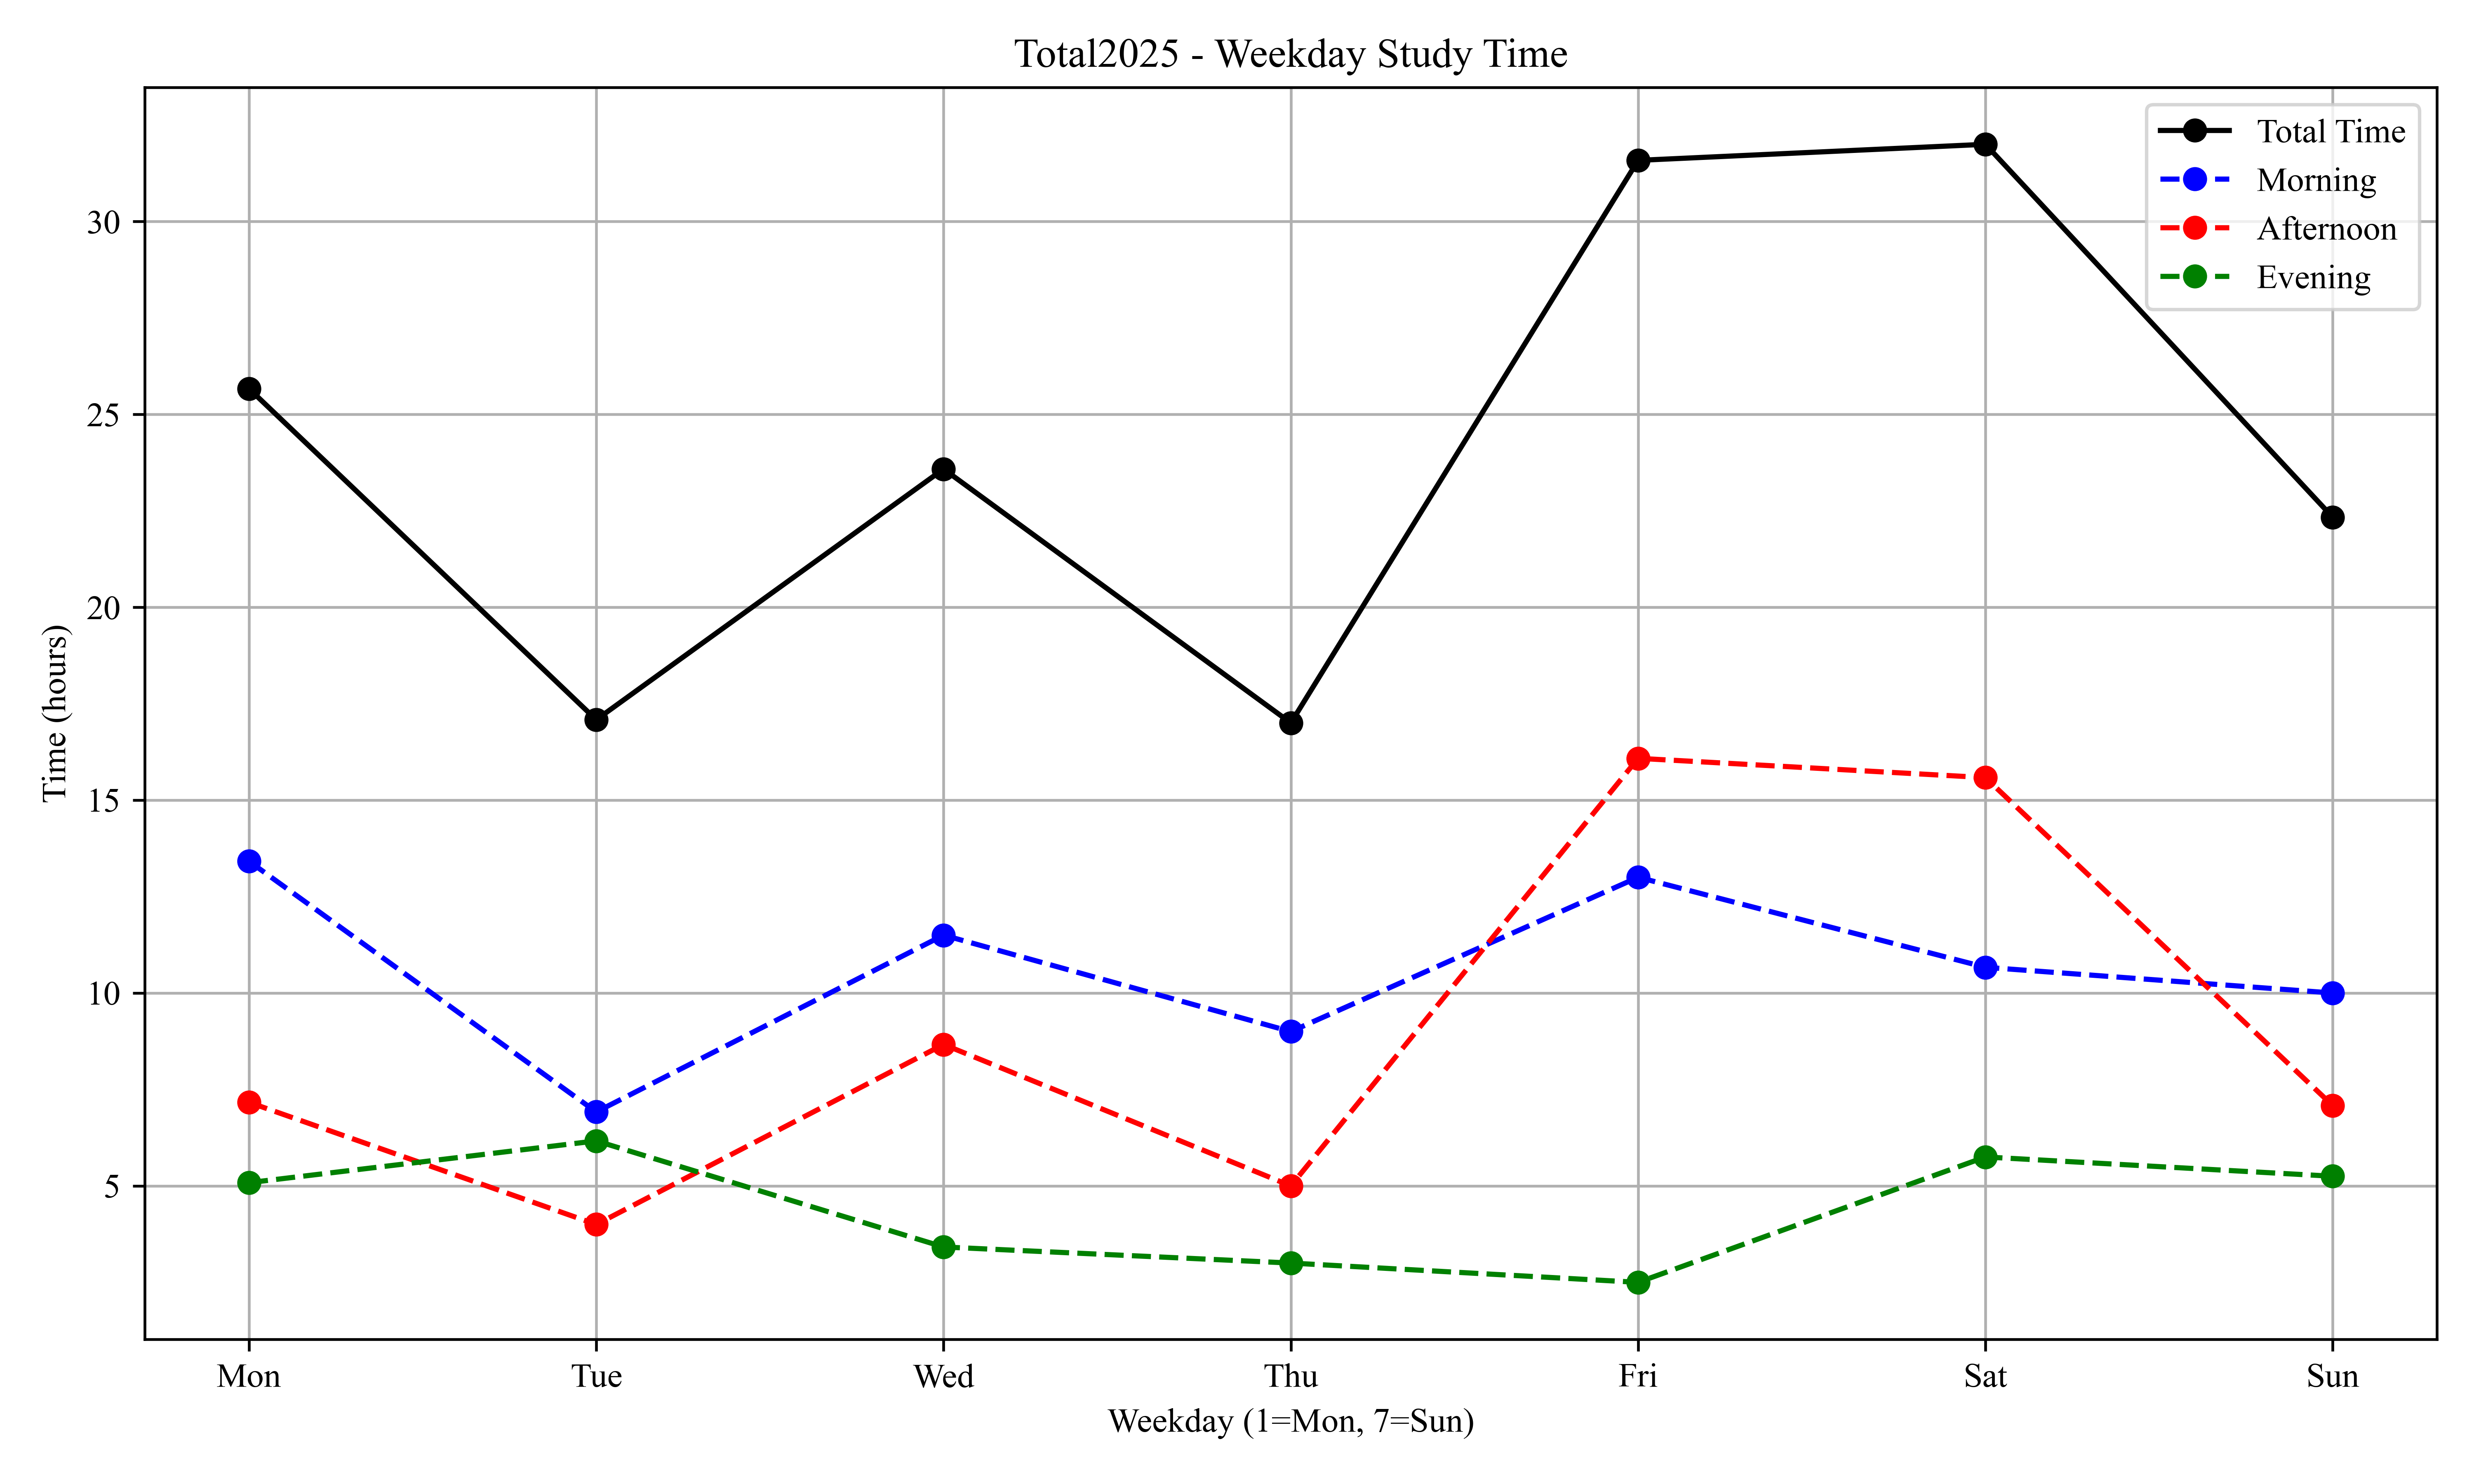 Total2025 - Weekday Study Time
Total Time
Morning
Afternoon
Evening
30
25
20
15
10
5
Time (hours)
Mon Tue Wed Thu Fri Sat Sun
Weekday (1=Mon, 7=Sun)